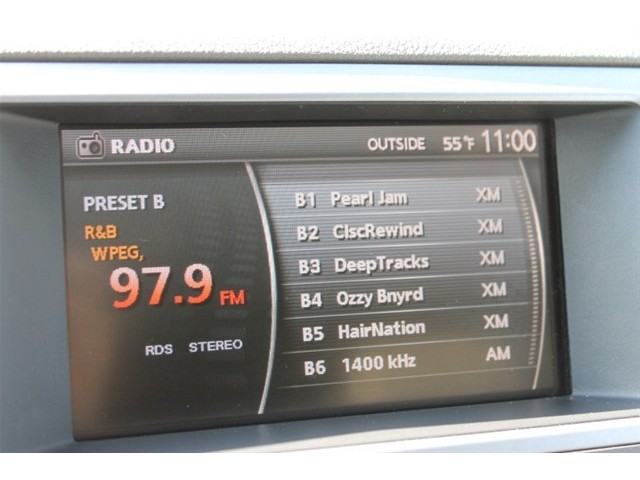 RADIO OUTSIDE 55°F 11:00
PRESET B
R&B
WPEG,
97.9 FM
RDS STEREO
B1 Pearl Jam XM
B2 ClscRewind XM
B3 DeepTracks XM
B4 Ozzy Bnyrd XM
B5 HairNation XM
B6 1400 kHz AM